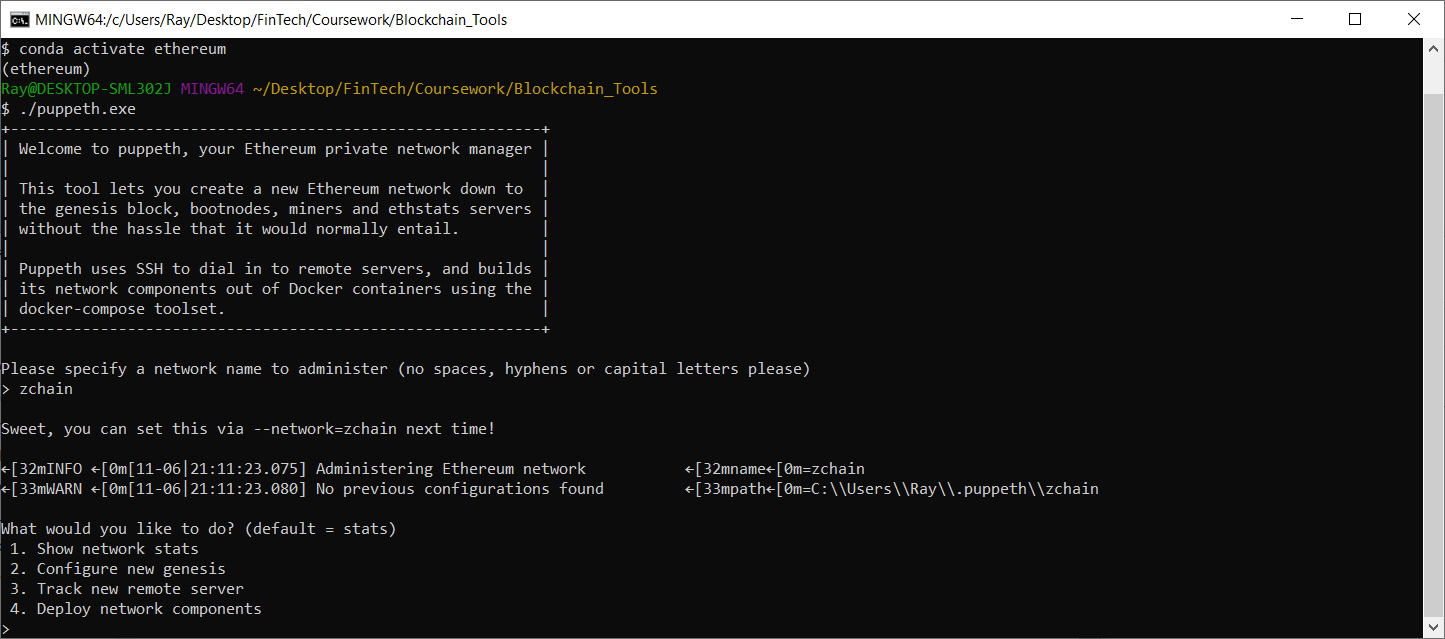 MINGW64:/c/Users/Ray/Desktop/FinTech/Coursework/Blockchain_Tools
$ conda activate ethereum
(ethereum)
Ray@DESKTOP-SML302J MINGW64 ~/Desktop/FinTech/Coursework/Blockchain_Tools
$ ./puppeth.exe
+-----------------------------------------------------------+
| Welcome to puppeth, your Ethereum private network manager |
|                                                           |
| This tool lets you create a new Ethereum network down to  |
| the genesis block, bootnodes, miners and ethstats servers |
| without the hassle that it would normally entail.         |
|                                                           |
| Puppeth uses SSH to dial in to remote servers, and builds |
| its network components out of Docker containers using the |
| docker-compose toolset.                                   |
+-----------------------------------------------------------+
Please specify a network name to administer (no spaces, hyphens or capital letters please)
> zchain
Sweet, you can set this via --network=zchain next time!
←[32mINFO ←[0m[11-06|21:11:23.075] Administering Ethereum network           ←[32mname←[0m=zchain
←[33mWARN ←[0m[11-06|21:11:23.080] No previous configurations found         ←[33mpath←[0m=C:\\Users\\Ray\\.puppeth\\zchain
What would you like to do? (default = stats)
1. Show network stats
2. Configure new genesis
3. Track new remote server
4. Deploy network components
>